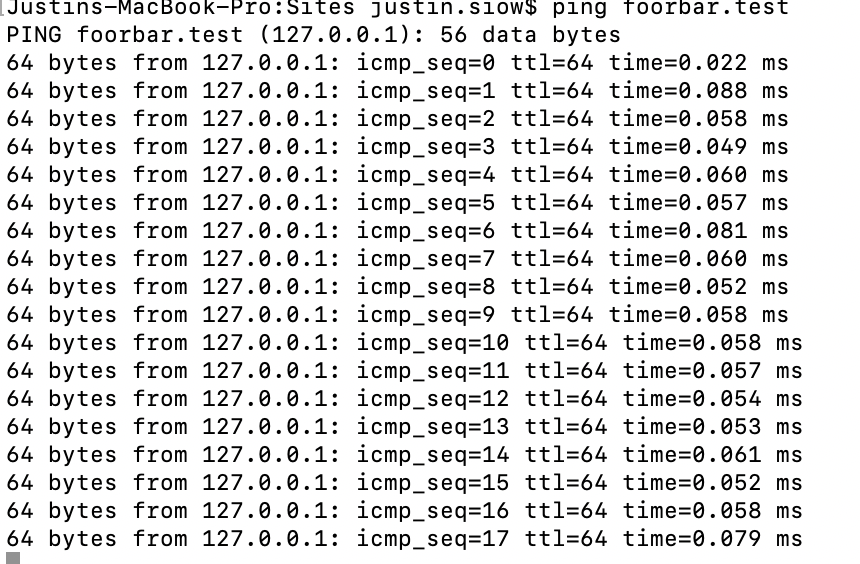 Justins-MacBook-Pro:Sites justin.siow$ ping foorbar.test
PING foorbar.test (127.0.0.1): 56 data bytes
64 bytes from 127.0.0.1: icmp_seq=0 ttl=64 time=0.022 ms
64 bytes from 127.0.0.1: icmp_seq=1 ttl=64 time=0.088 ms
64 bytes from 127.0.0.1: icmp_seq=2 ttl=64 time=0.058 ms
64 bytes from 127.0.0.1: icmp_seq=3 ttl=64 time=0.049 ms
64 bytes from 127.0.0.1: icmp_seq=4 ttl=64 time=0.060 ms
64 bytes from 127.0.0.1: icmp_seq=5 ttl=64 time=0.057 ms
64 bytes from 127.0.0.1: icmp_seq=6 ttl=64 time=0.081 ms
64 bytes from 127.0.0.1: icmp_seq=7 ttl=64 time=0.060 ms
64 bytes from 127.0.0.1: icmp_seq=8 ttl=64 time=0.052 ms
64 bytes from 127.0.0.1: icmp_seq=9 ttl=64 time=0.058 ms
64 bytes from 127.0.0.1: icmp_seq=10 ttl=64 time=0.058 ms
64 bytes from 127.0.0.1: icmp_seq=11 ttl=64 time=0.057 ms
64 bytes from 127.0.0.1: icmp_seq=12 ttl=64 time=0.054 ms
64 bytes from 127.0.0.1: icmp_seq=13 ttl=64 time=0.053 ms
64 bytes from 127.0.0.1: icmp_seq=14 ttl=64 time=0.061 ms
64 bytes from 127.0.0.1: icmp_seq=15 ttl=64 time=0.052 ms
64 bytes from 127.0.0.1: icmp_seq=16 ttl=64 time=0.058 ms
64 bytes from 127.0.0.1: icmp_seq=17 ttl=64 time=0.079 ms